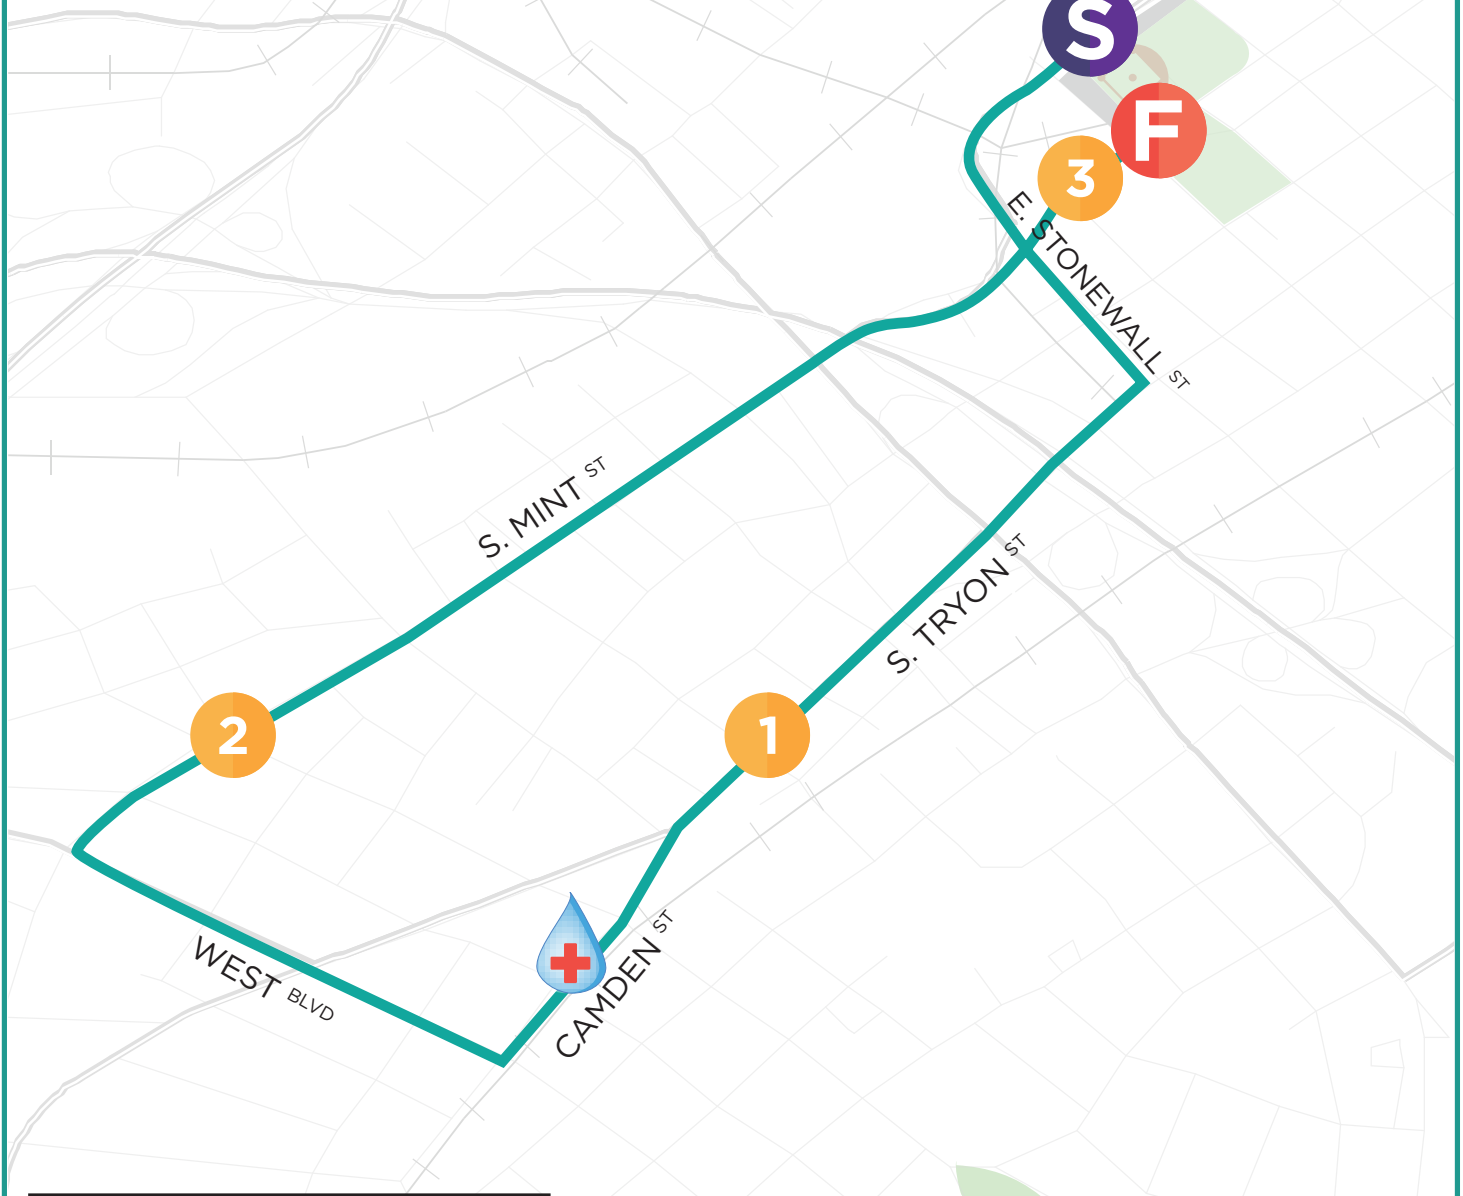 S
F
3
E. STONEWALL ST
S. MINT ST
S. TRYON ST
2
1
CAMDEN ST
WEST BLVD